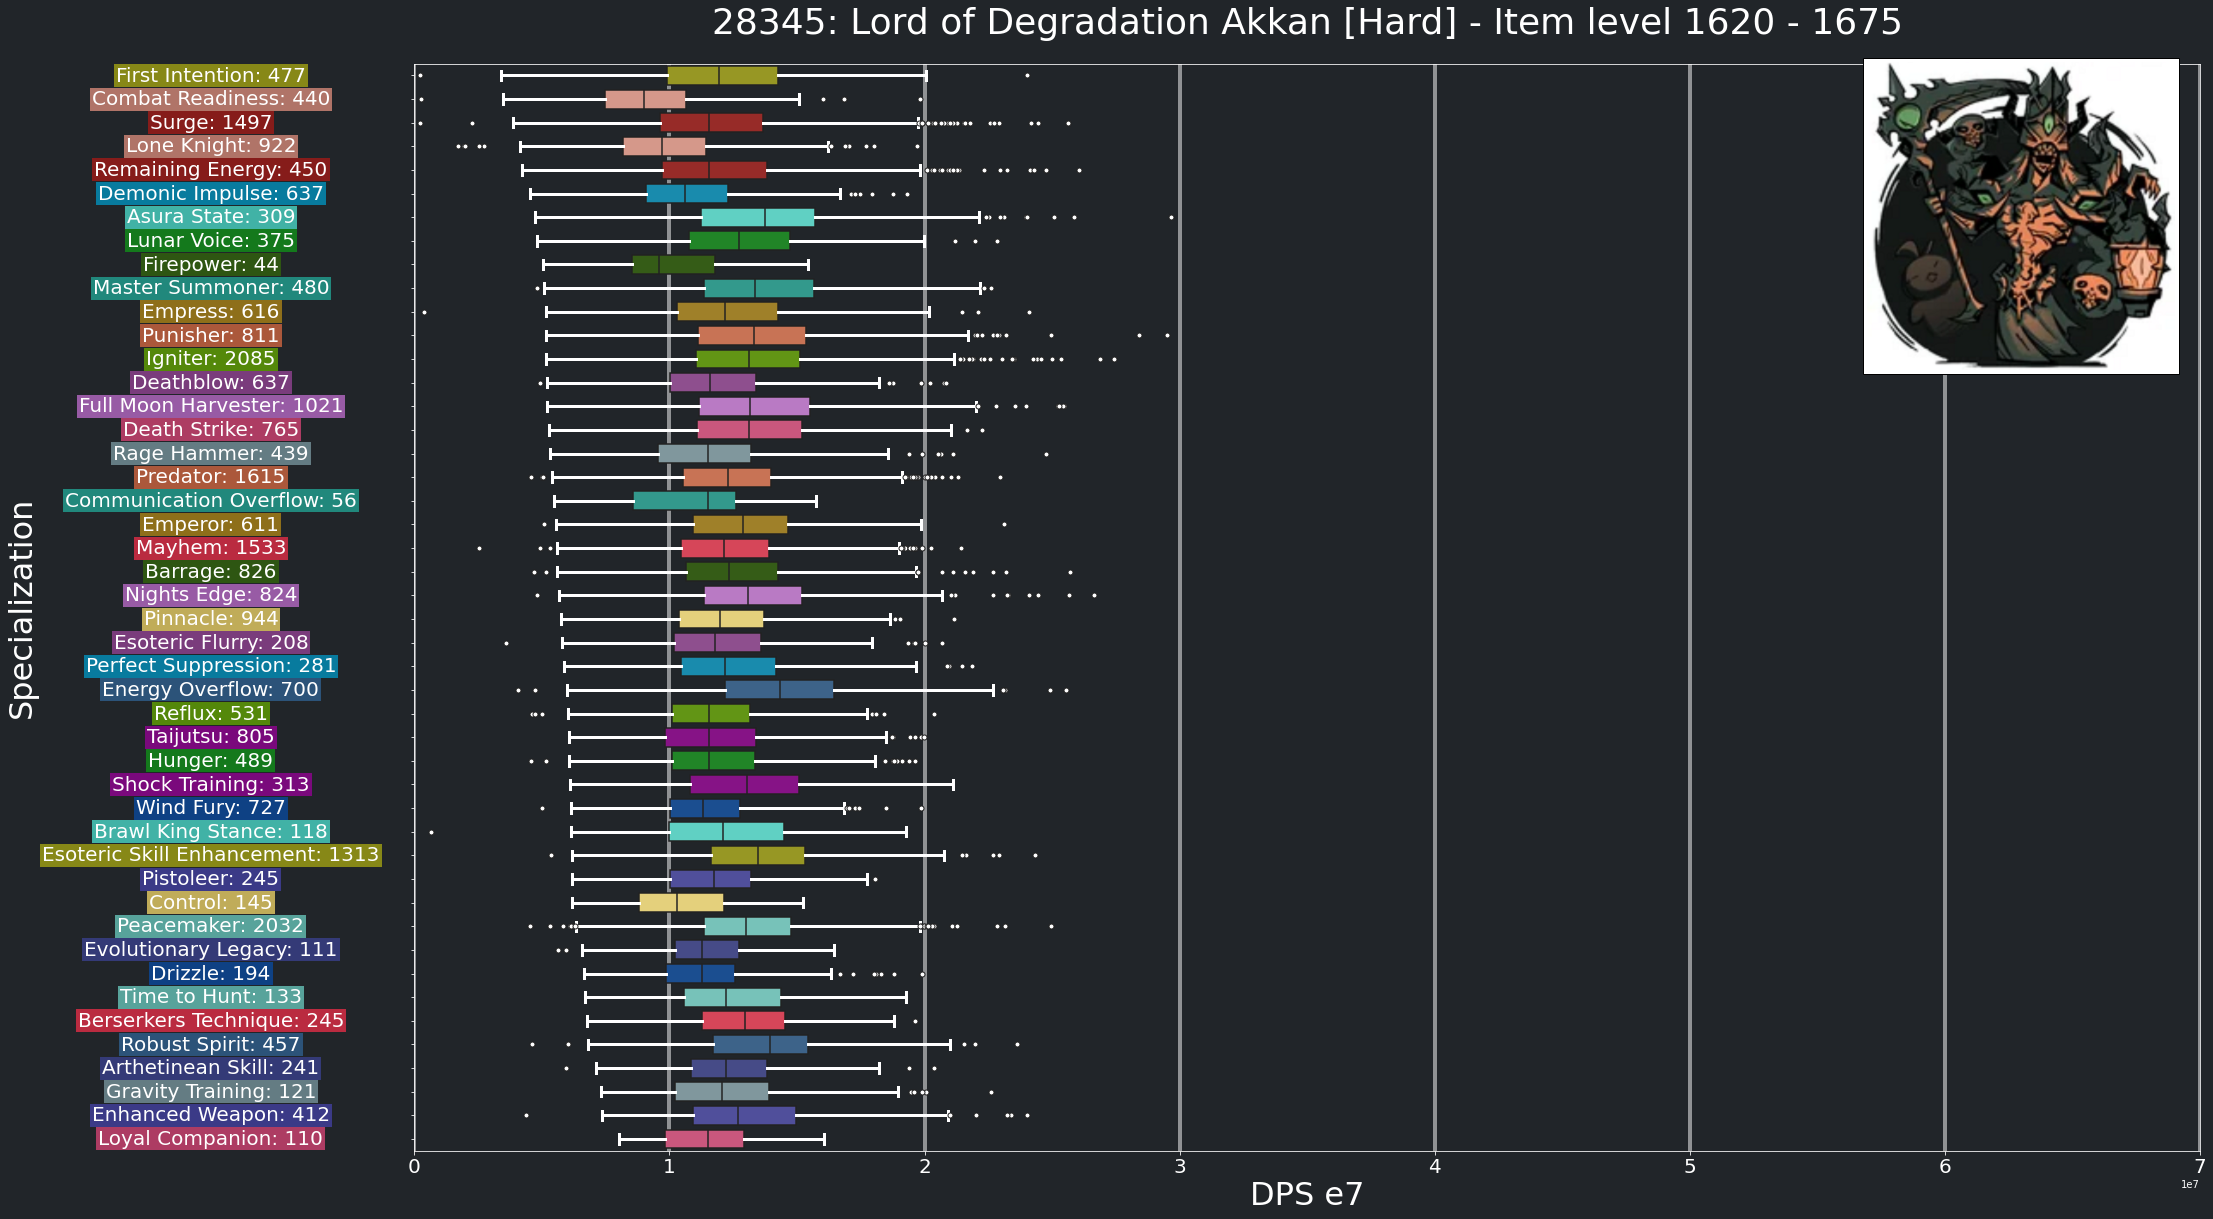 28345: Lord of Degradation Akkan [Hard] - Item level 1620 - 1675
First Intention: 477
Combat Readiness: 440
Surge: 1497
Lone Knight: 922
Remaining Energy: 450
Demonic Impulse: 637
Asura State: 309
Lunar Voice: 375
Firepower: 44
Master Summoner: 480
Empress: 616
Punisher: 811
Igniter: 2085
Deathblow: 637
Full Moon Harvester: 1021
Death Strike: 765
Rage Hammer: 439
Predator: 1615
Communication Overflow: 56
Emperor: 611
Mayhem: 1533
Barrage: 826
Nights Edge: 824
Pinnacle: 944
Esoteric Flurry: 208
Perfect Suppression: 281
Energy Overflow: 700
Reflux: 531
Taijutsu: 805
Hunger: 489
Shock Training: 313
Wind Fury: 727
Brawl King Stance: 118
Esoteric Skill Enhancement: 1313
Pistoleer: 245
Control: 145
Peacemaker: 2032
Evolutionary Legacy: 111
Drizzle: 194
Time to Hunt: 133
Berserkers Technique: 245
Robust Spirit: 457
Arthetinean Skill: 241
Gravity Training: 121
Enhanced Weapon: 412
Loyal Companion: 110
Specialization
0 1 2 3 4 5 6 7
1e7
DPS e7